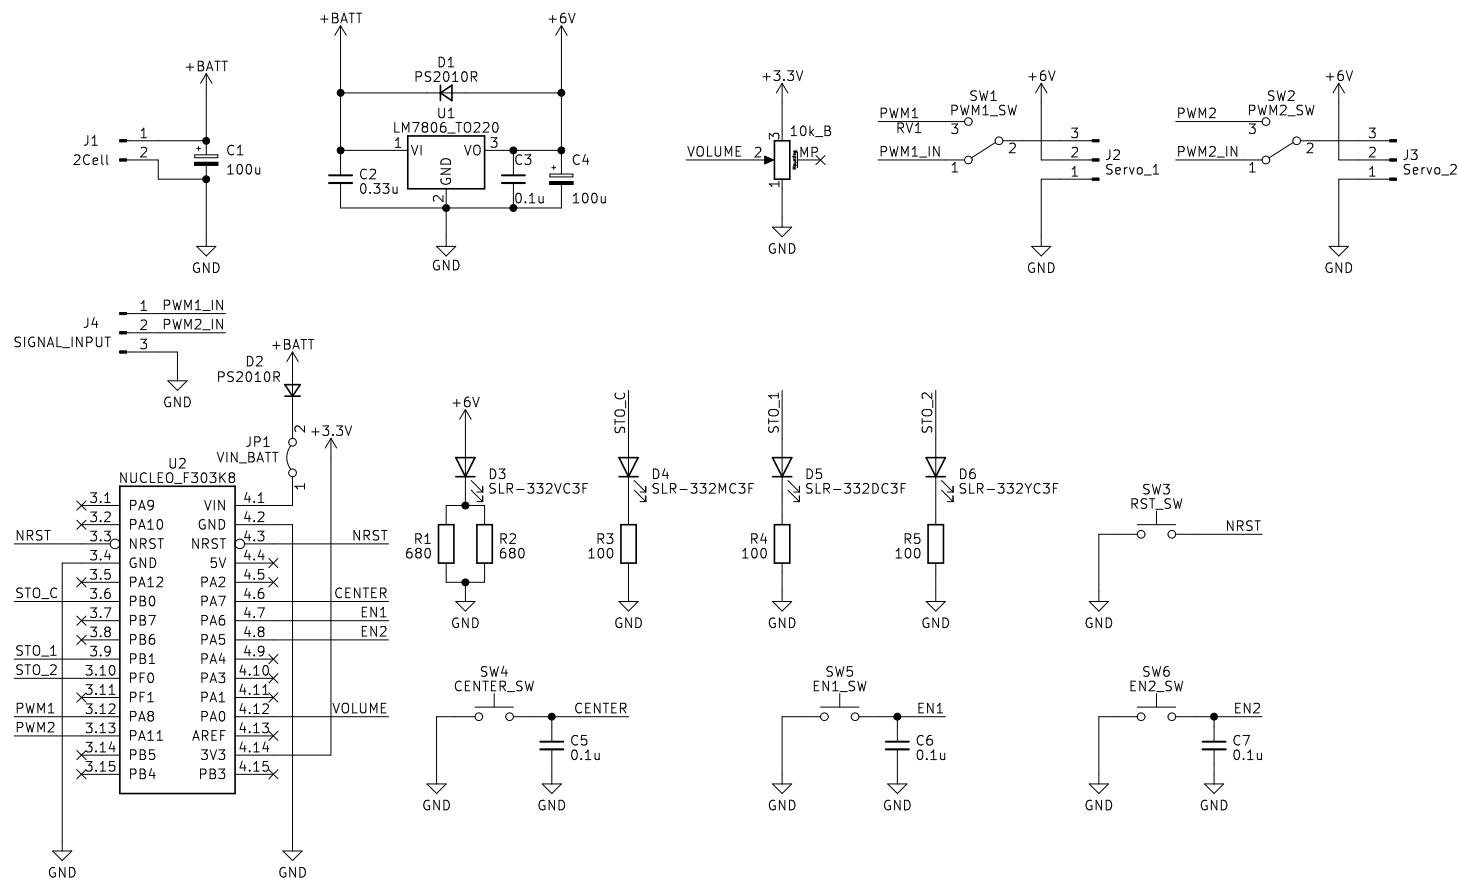 +BATT
J1
2Cell
1
2
C1
100u
GND
+BATT
+6V
D1
PS2010R
U1
LM7806_TO220
1
VI
VO
3
GND
2
C2
0.33u
C3
0.1u
C4
100u
GND
+3.3V
VOLUME
2
3
1
10k_B
MP
GND
+6V
PWM1
RV1
SW1
PWM1_SW
3
2
1
PWM1_IN
3
2
1
J2
Servo_1
GND
+6V
PWM2
SW2
PWM2_SW
3
2
1
PWM2_IN
3
2
1
J3
Servo_2
GND
J4
SIGNAL_INPUT
1 PWM1_IN
2 PWM2_IN
3
GND
+BATT
D2
PS2010R
JP1
VIN_BATT
2
1
+3.3V
U2
NUCLEO_F303K8
3.1 PA9 VIN 4.1
3.2 PA10 GND 4.2
NRST 3.3 NRST NRST 4.3 NRST
3.4 GND 5V 4.4
3.5 PA12 PA2 4.5
STO_C 3.6 PB0 PA7 4.6 CENTER
3.7 PB7 PA6 4.7 EN1
3.8 PB6 PA5 4.8 EN2
STO_1 3.9 PB1 PA4 4.9
STO_2 3.10 PF0 PA3 4.10
3.11 PF1 PA1 4.11
PWM1 3.12 PA8 PA0 4.12 VOLUME
PWM2 3.13 PA11 AREF 4.13
3.14 PB5 3V3 4.14
3.15 PB4 PB3 4.15
GND
GND
+6V
D3
SLR-332VC3F
R1
680
R2
680
GND
STO_C
D4
SLR-332MC3F
R3
100
GND
STO_1
D5
SLR-332DC3F
R4
100
GND
STO_2
D6
SLR-332YC3F
R5
100
GND
SW3
RST_SW
NRST
GND
SW4
CENTER_SW
CENTER
C5
0.1u
GND
GND
SW5
EN1_SW
EN1
C6
0.1u
GND
GND
SW6
EN2_SW
EN2
C7
0.1u
GND
GND